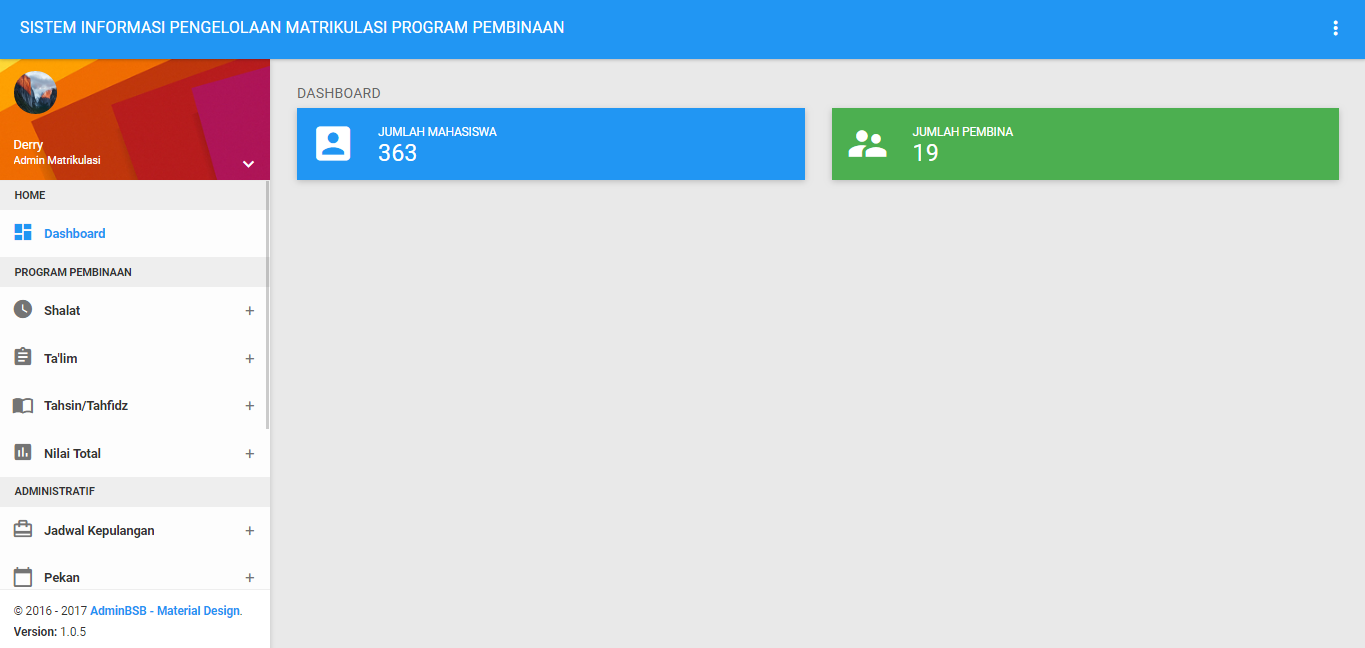 SISTEM INFORMASI PENGELOLAAN MATRIKULASI PROGRAM PEMBINAAN
Derry
Admin Matrikulasi
HOME
Dashboard
PROGRAM PEMBINAAN
Shalat +
Ta'lim +
Tahsin/Tahfidz +
Nilai Total +
ADMINISTRATIF
Jadwal Kepulangan +
Pekan +
© 2016 - 2017 AdminBSB - Material Design.
Version: 1.0.5
DASHBOARD
JUMLAH MAHASISWA
363
JUMLAH PEMBINA
19